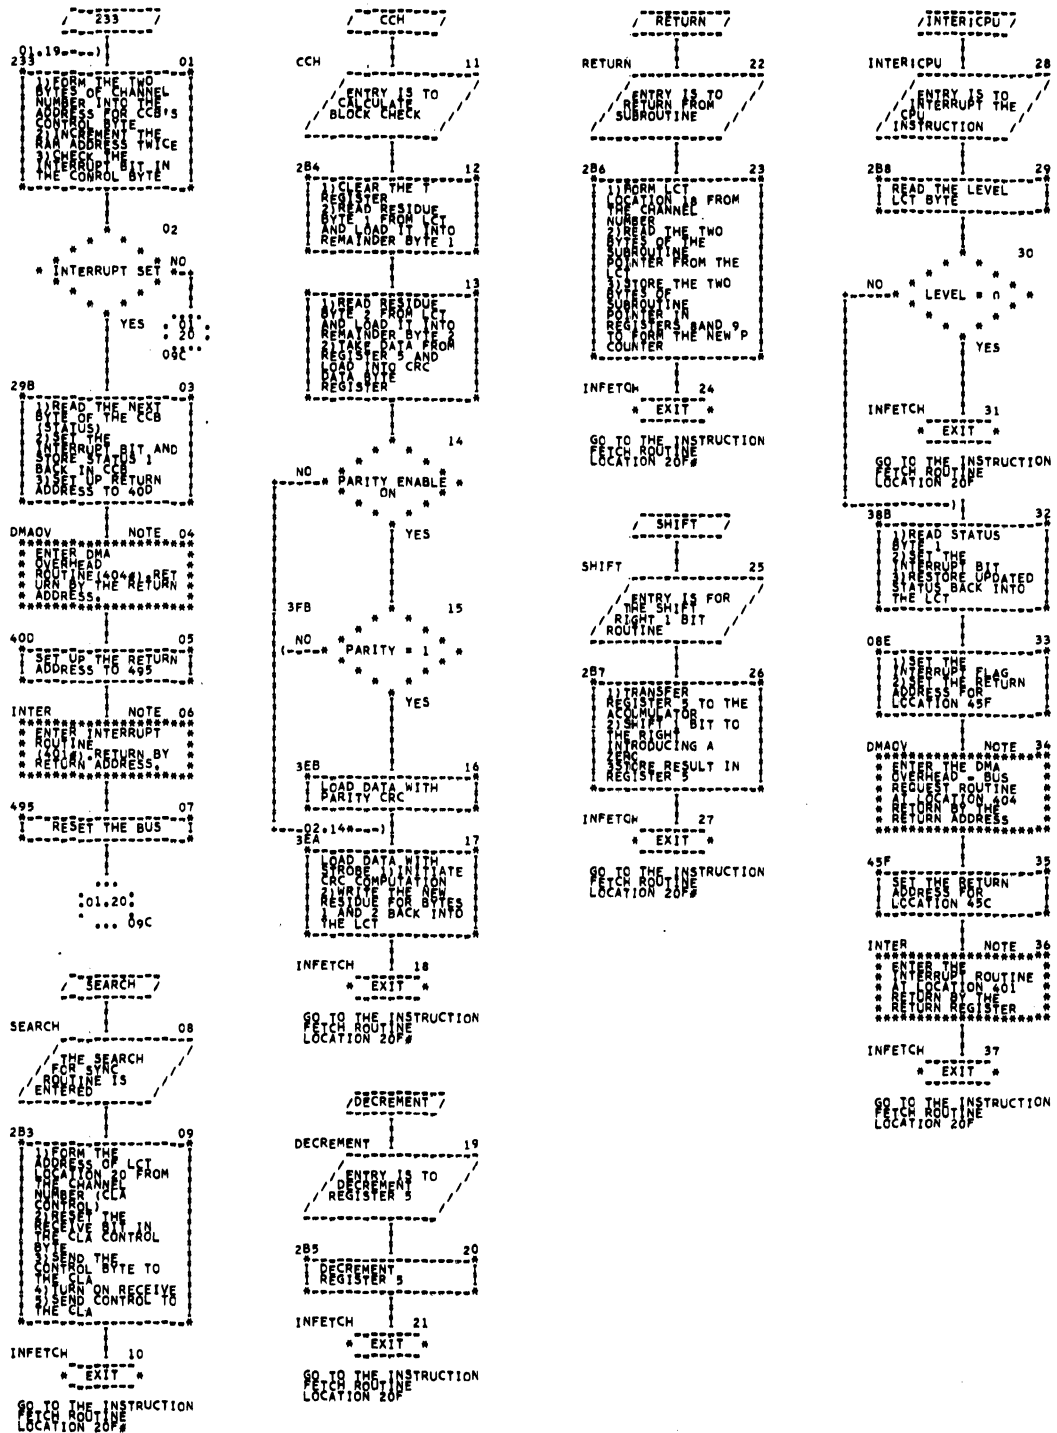 233
01.19
233 01
1)FORM THE TWO
BYTES OF CHANNEL
NUMBER INTO THE
ADDRESS FOR CCB'S
CONTROL BYTE
2)INCREMENT THE
RAM ADDRESS TWICE
3)CHECK THE
INTERRUPT BIT IN
THE CONROL BYTE
02
INTERRUPT SET
NO
YES
01
20
09C
29B 03
1)READ THE NEXT
BYTE OF THE CCB
(STATUS)
2)SET THE
INTERRUPT BIT AND
STORE STATUS 1
BACK IN CCB
3)SET UP RETURN
ADDRESS TO 40D
DMAOV NOTE 04
ENTER DMA
OVERHEAD
ROUTINE(404#).RET
URN BY THE RETURN
ADDRESS.
40D 05
SET UP THE RETURN
ADDRESS TO 495
INTER NOTE 06
ENTER INTERRUPT
ROUTINE
(401#).RETURN BY
RETURN ADDRESS.
495 07
RESET THE BUS
01.20
09C
SEARCH
SEARCH 08
THE SEARCH
FOR SYNC
ROUTINE IS
ENTERED
2B3 09
1)FORM THE
ADDRESS OF LCT
LOCATION 20 FROM
THE CHANNEL
NUMBER (CLA
CONTROL)
2)RESET THE
RECEIVE BIT IN
THE CLA CONTROL
BYTE
3)SEND THE
CONTROL BYTE TO
THE CLA
4)TURN ON RECEIVE
5)SEND CONTROL TO
THE CLA
INFETCH 10
EXIT
GO TO THE INSTRUCTION
FETCH ROUTINE
LOCATION 20F#
CCH
CCH 11
ENTRY IS TO
CALCULATE
BLOCK CHECK
2B4 12
1)CLEAR THE T
REGISTER
2)READ RESIDUE
BYTE 1 FROM LCT
AND LOAD IT INTO
REMAINDER BYTE 1
13
1)READ RESIDUE
BYTE 2 FROM LCT
AND LOAD IT INTO
REMAINDER BYTE 2
2)TAKE DATA FROM
REGISTER 5 AND
LOAD INTO CRC
DATA BYTE
REGISTER
14
NO
PARITY ENABLE
ON
YES
3FB 15
NO
PARITY = 1
YES
3EB 16
LOAD DATA WITH
PARITY CRC
02.14
3EA 17
LOAD DATA WITH
STROBE 1)INITIATE
CRC COMPUTATION
2)WRITE THE NEW
RESIDUE FOR BYTES
1 AND 2 BACK INTO
THE LCT
INFETCH 18
EXIT
GO TO THE INSTRUCTION
FETCH ROUTINE
LOCATION 20F#
DECREMENT
DECREMENT 19
ENTRY IS TO
DECREMENT
REGISTER 5
2B5 20
DECREMENT
REGISTER 5
INFETCH 21
EXIT
GO TO THE INSTRUCTION
FETCH ROUTINE
LOCATION 20F
RETURN
RETURN 22
ENTRY IS TO
RETURN FROM
SUBROUTINE
2B6 23
1)FORM LCT
LOCATION 18 FROM
THE CHANNEL
NUMBER
2)READ THE TWO
BYTES OF THE
SUBROUTINE
POINTER FROM THE
LCT
3)STORE THE TWO
BYTES OF
SUBROUTINE
POINTER IN
REGISTERS 8AND 9
TO FORM THE NEW P
COUNTER
INFETCH 24
EXIT
GO TO THE INSTRUCTION
FETCH ROUTINE
LOCATION 20F#
SHIFT
SHIFT 25
ENTRY IS FOR
THE SHIFT
RIGHT 1 BIT
ROUTINE
2B7 26
1)TRANSFER
REGISTER 5 TO THE
ACCUMULATOR
2)SHIFT 1 BIT TO
THE RIGHT
INTRODUCING A
ZERO
3STORE RESULT IN
REGISTER 5
INFETCH 27
EXIT
GO TO THE INSTRUCTION
FETCH ROUTINE
LOCATION 20F#
INTERICPU
INTERICPU 28
ENTRY IS TO
INTERRUPT THE
CPU
INSTRUCTION
2B8 29
READ THE LEVEL
LCT BYTE
30
NO
LEVEL = 0
YES
INFETCH 31
EXIT
GO TO THE INSTRUCTION
FETCH ROUTINE
LOCATION 20F
38B 32
1)READ STATUS
BYTE 1
2)SET THE
INTERRUPT BIT
3)RESTORE UPDATED
STATUS BACK INTO
THE LCT
08E 33
1)SET THE
INTERRUPT FLAG
2)SET THE RETURN
ADDRESS FOR
LOCATION 45F
DMAOV NOTE 34
ENTER THE DMA
OVERHEAD - BUS
REQUEST ROUTINE
AT LOCATION 404
RETURN BY THE
RETURN ADDRESS
45F 35
SET THE RETURN
ADDRESS FOR
LOCATION 45C
INTER NOTE 36
ENTER THE
INTERRUPT ROUTINE
AT LOCATION 401
RETURN BY THE
RETURN REGISTER
INFETCH 37
EXIT
GO TO THE INSTRUCTION
FETCH ROUTINE
LOCATION 20F